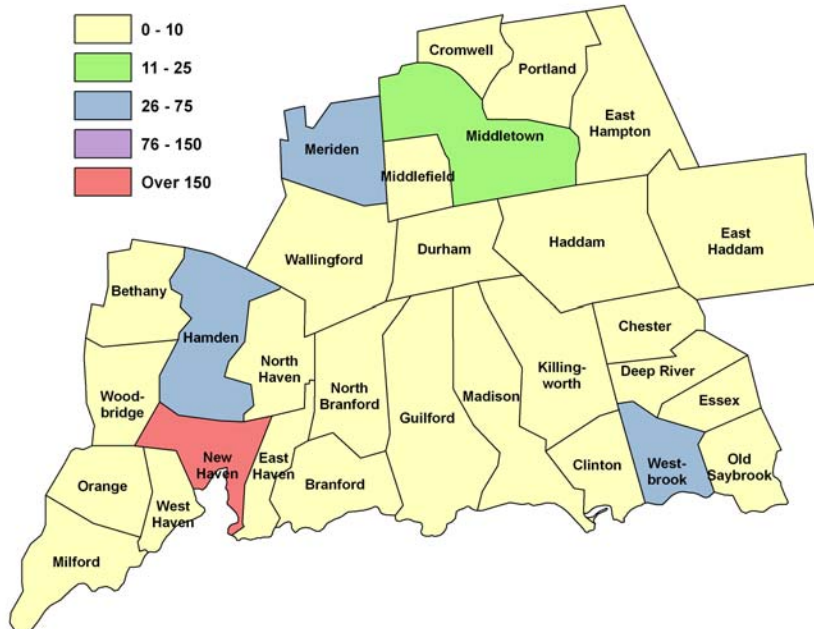 0 - 10
11 - 25
26 - 75
76 - 150
Over 150
Cromwell
Portland
East
Hampton
Meriden
Middletown
Middlefield
Wallingford
Durham
Haddam
East
Haddam
Bethany
Hamden
North
Haven
Chester
Wood-
bridge
North
Branford
Guilford
Madison
Killing-
worth
Deep River
Essex
New
Haven
East
Haven
Branford
Clinton
West-
brook
Old
Saybrook
Orange
West
Haven
Milford